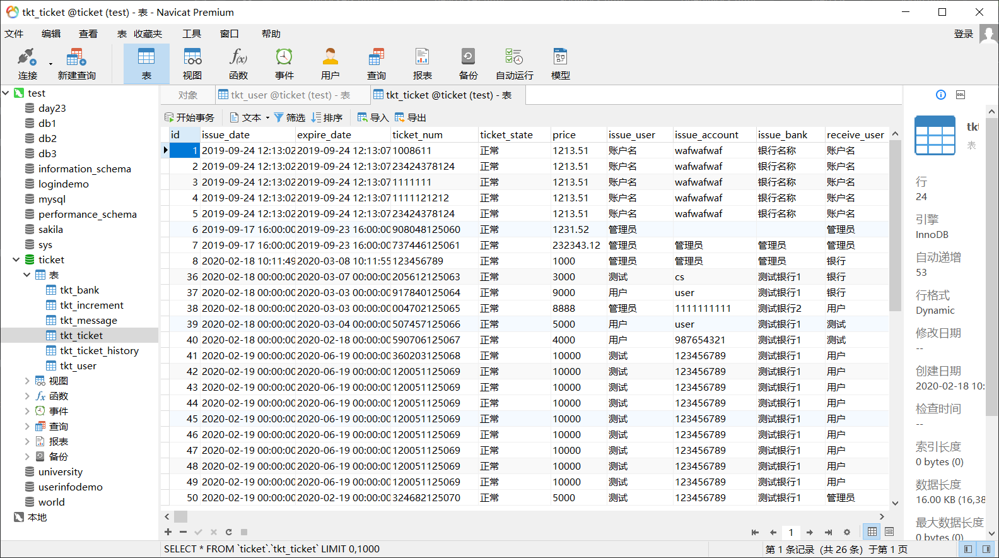 tkt_ticket @ticket (test) - 表 - Navicat Premium
文件 编辑 查看 表 收藏夹 工具 窗口 帮助 登录
连接 新建查询 表 视图 函数 事件 用户 查询 报表 备份 自动运行 模型
对象 tkt_user @ticket (test) - 表 tkt_ticket @ticket (test) - 表
开始事务 文本 筛选 排序 导入 导出
test
day23
db1
db2
db3
information_schema
logindemo
mysql
performance_schema
sakila
sys
ticket
表
tkt_bank
tkt_increment
tkt_message
tkt_ticket
tkt_ticket_history
tkt_user
视图
函数
事件
查询
报表
备份
university
userinfodemo
world
本地
id issue_date expire_date ticket_num ticket_state price issue_user issue_account issue_bank receive_user
1 2019-09-24 12:13:02 2019-09-24 12:13:07 1008611 正常 1213.51 账户名 wafwafwaf 银行名称 账户名
2 2019-09-24 12:13:02 2019-09-24 12:13:07 23424378124 正常 1213.51 账户名 wafwafwaf 银行名称 账户名
3 2019-09-24 12:13:02 2019-09-24 12:13:07 1111111 正常 1213.51 账户名 wafwafwaf 银行名称 账户名
4 2019-09-24 12:13:02 2019-09-24 12:13:07 1111121212 正常 1213.51 账户名 wafwafwaf 银行名称 账户名
5 2019-09-24 12:13:02 2019-09-24 12:13:07 23424378124 正常 1213.51 账户名 wafwafwaf 银行名称 账户名
6 2019-09-17 16:00:00 2019-09-23 16:00:00 908048125060 正常 1231.52 管理员 管理员
7 2019-09-17 16:00:00 2019-09-23 16:00:00 737446125061 正常 232343.12 管理员 管理员 管理员 管理员
8 2020-02-18 10:11:49 2020-03-08 10:11:55 123456789 正常 1000 管理员 管理员 管理员 银行
36 2020-02-18 00:00:00 2020-03-07 00:00:00 205612125063 正常 3000 测试 cs 测试银行1 银行
37 2020-02-18 00:00:00 2020-03-03 00:00:00 917840125064 正常 9000 用户 user 测试银行1 银行
38 2020-02-18 00:00:00 2020-03-03 00:00:00 004702125065 正常 8888 管理员 1111111111 测试银行2 用户
39 2020-02-18 00:00:00 2020-03-04 00:00:00 507457125066 正常 5000 用户 user 测试银行1 测试
40 2020-02-18 00:00:00 2020-02-18 00:00:00 590706125067 正常 4000 用户 987654321 测试银行1 测试
41 2020-02-19 00:00:00 2020-06-19 00:00:00 360203125068 正常 10000 测试 123456789 测试银行1 用户
42 2020-02-19 00:00:00 2020-06-19 00:00:00 120051125069 正常 10000 测试 123456789 测试银行1 用户
43 2020-02-19 00:00:00 2020-06-19 00:00:00 120051125069 正常 10000 测试 123456789 测试银行1 用户
44 2020-02-19 00:00:00 2020-06-19 00:00:00 120051125069 正常 10000 测试 123456789 测试银行1 用户
45 2020-02-19 00:00:00 2020-06-19 00:00:00 120051125069 正常 10000 测试 123456789 测试银行1 用户
46 2020-02-19 00:00:00 2020-06-19 00:00:00 120051125069 正常 10000 测试 123456789 测试银行1 用户
47 2020-02-19 00:00:00 2020-06-19 00:00:00 120051125069 正常 10000 测试 123456789 测试银行1 用户
48 2020-02-19 00:00:00 2020-06-19 00:00:00 120051125069 正常 10000 测试 123456789 测试银行1 用户
49 2020-02-19 00:00:00 2020-06-19 00:00:00 120051125069 正常 10000 测试 123456789 测试银行1 用户
50 2020-02-19 00:00:00 2020-06-19 00:00:00 324682125070 正常 5000 测试 123456789 测试银行1 管理员
1
DDL
tkt
表
行
24
引擎
InnoDB
自动递增
53
行格式
Dynamic
修改日期
--
创建日期
2020-02-18 10:
检查时间
--
索引长度
0 bytes (0)
数据长度
16.00 KB (16,38
最大数据长度
0 bytes (0)
SELECT * FROM `ticket`.`tkt_ticket` LIMIT 0,1000
第 1 条记录 (共 26 条) 于第 1 页